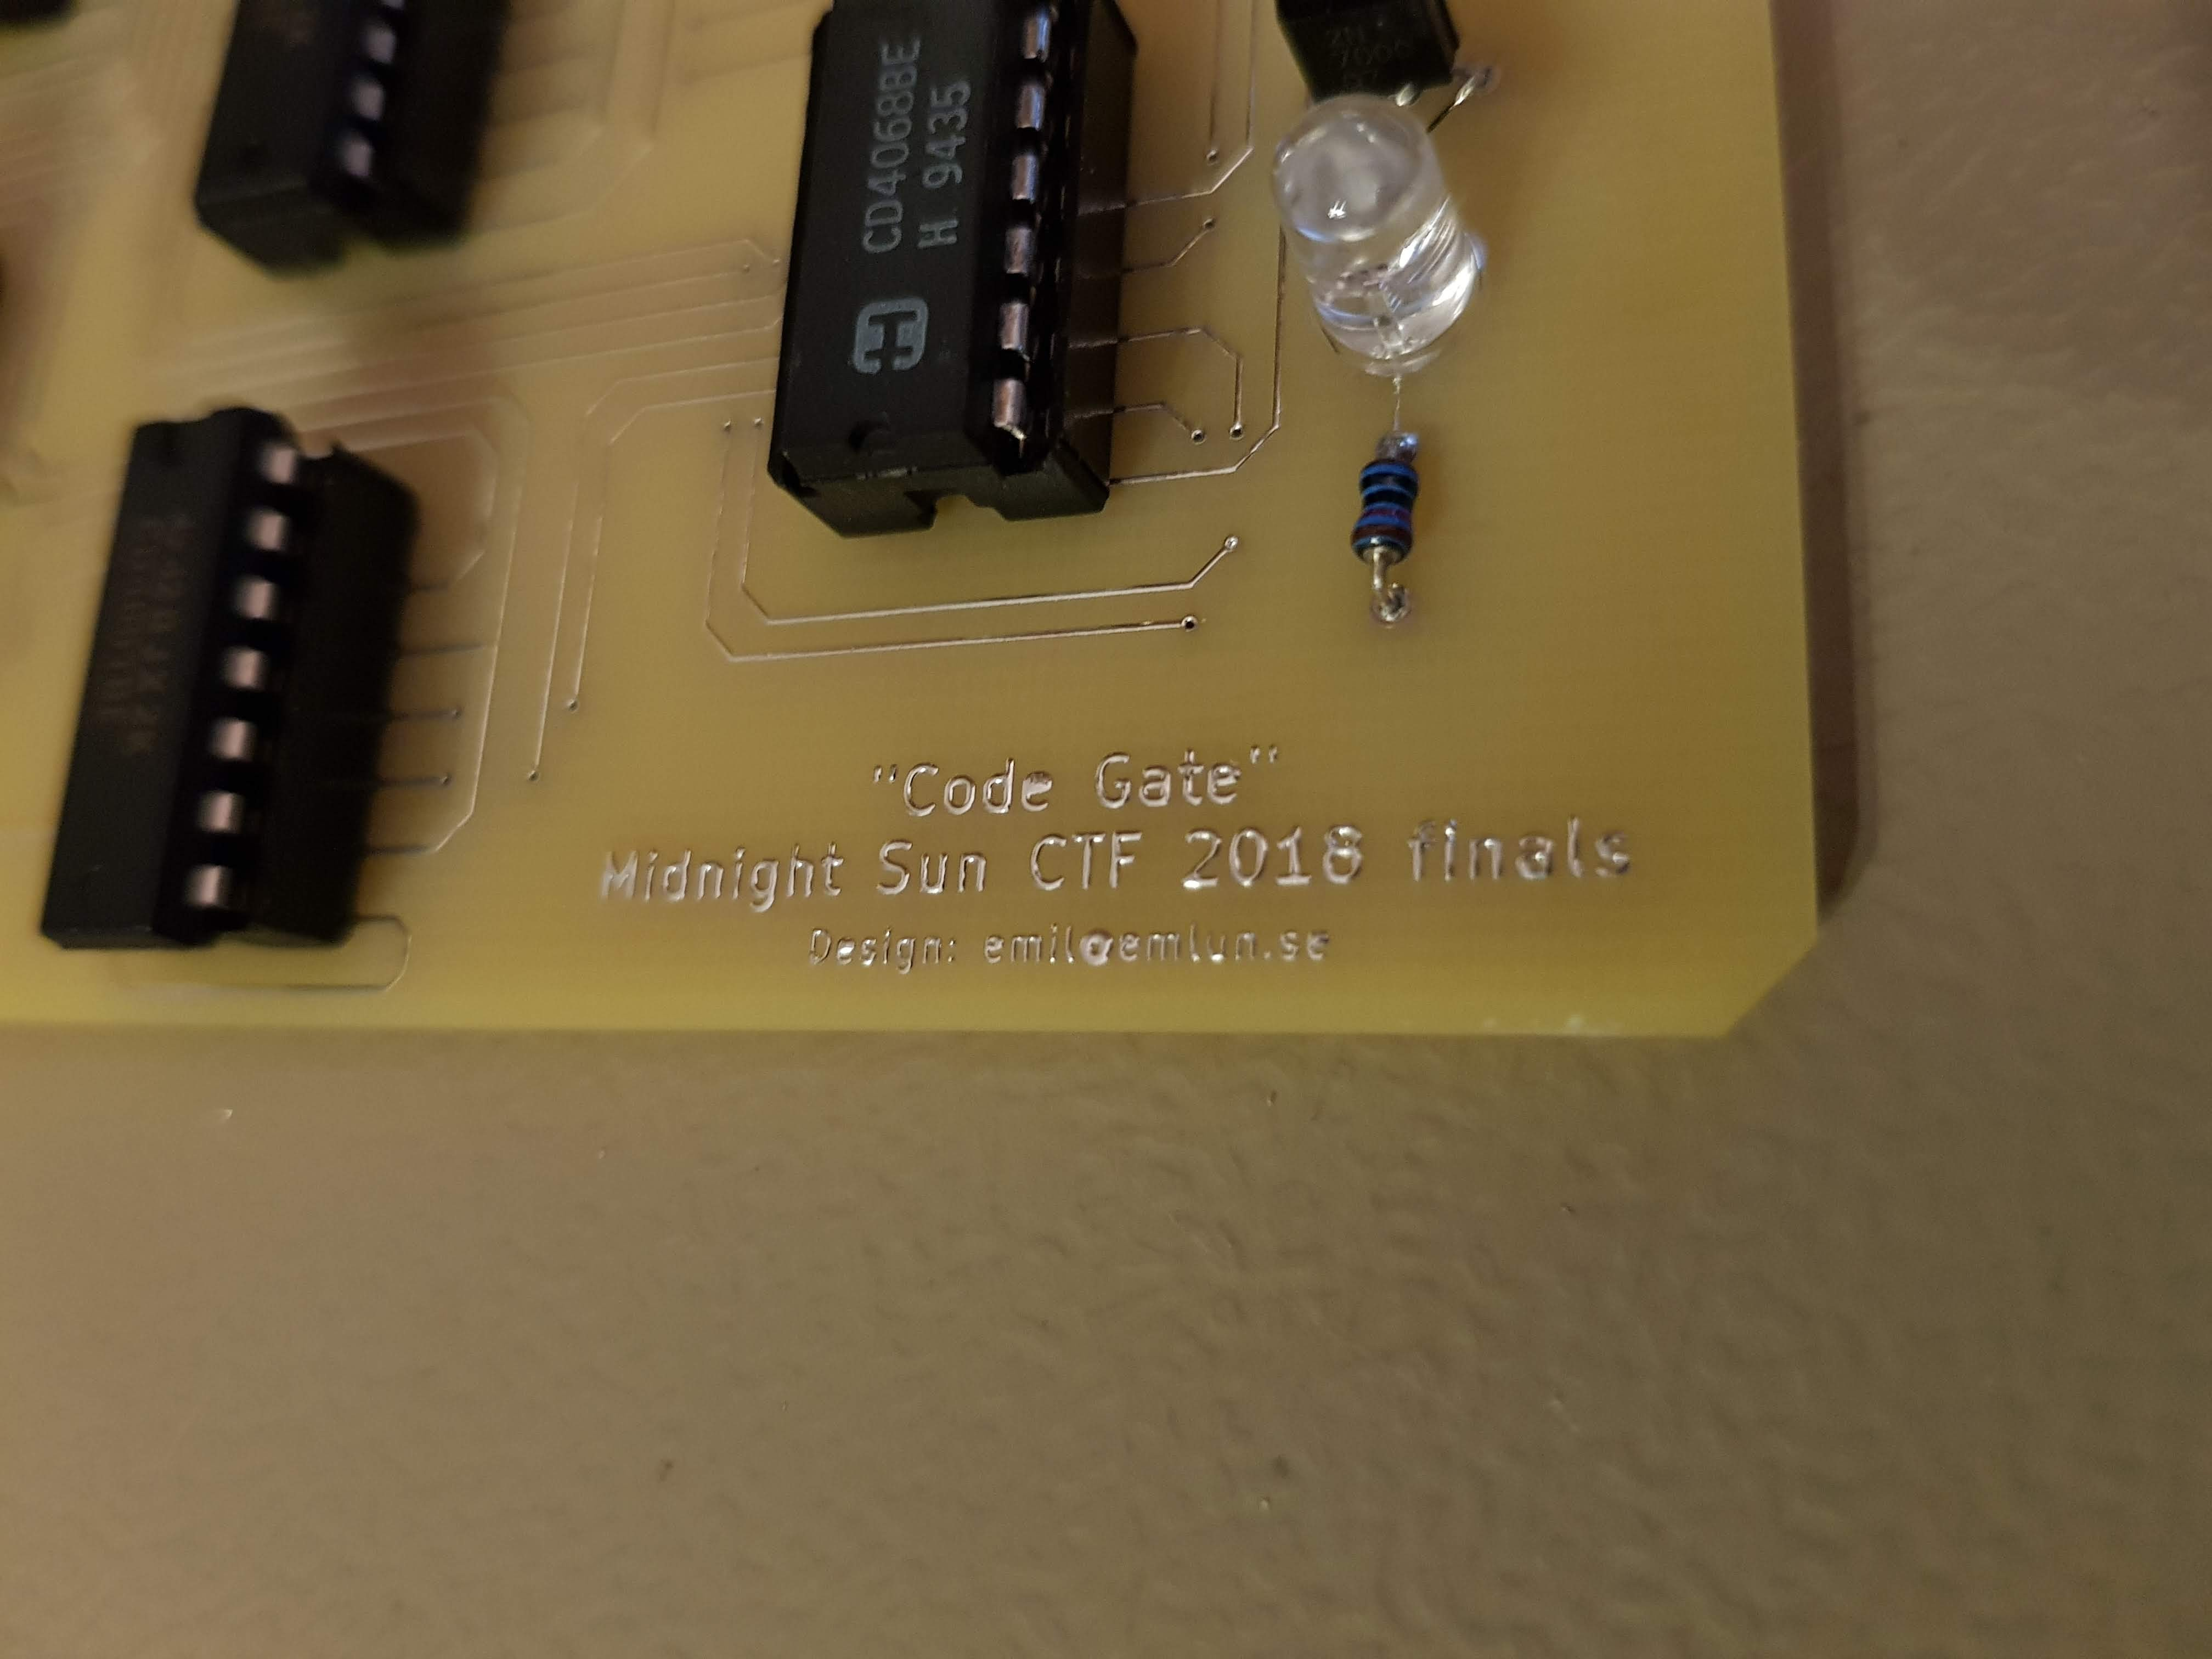 CD4068BE
H 9435
"Code Gate"
Midnight Sun CTF 2018 finals
Design: emil@emlun.se